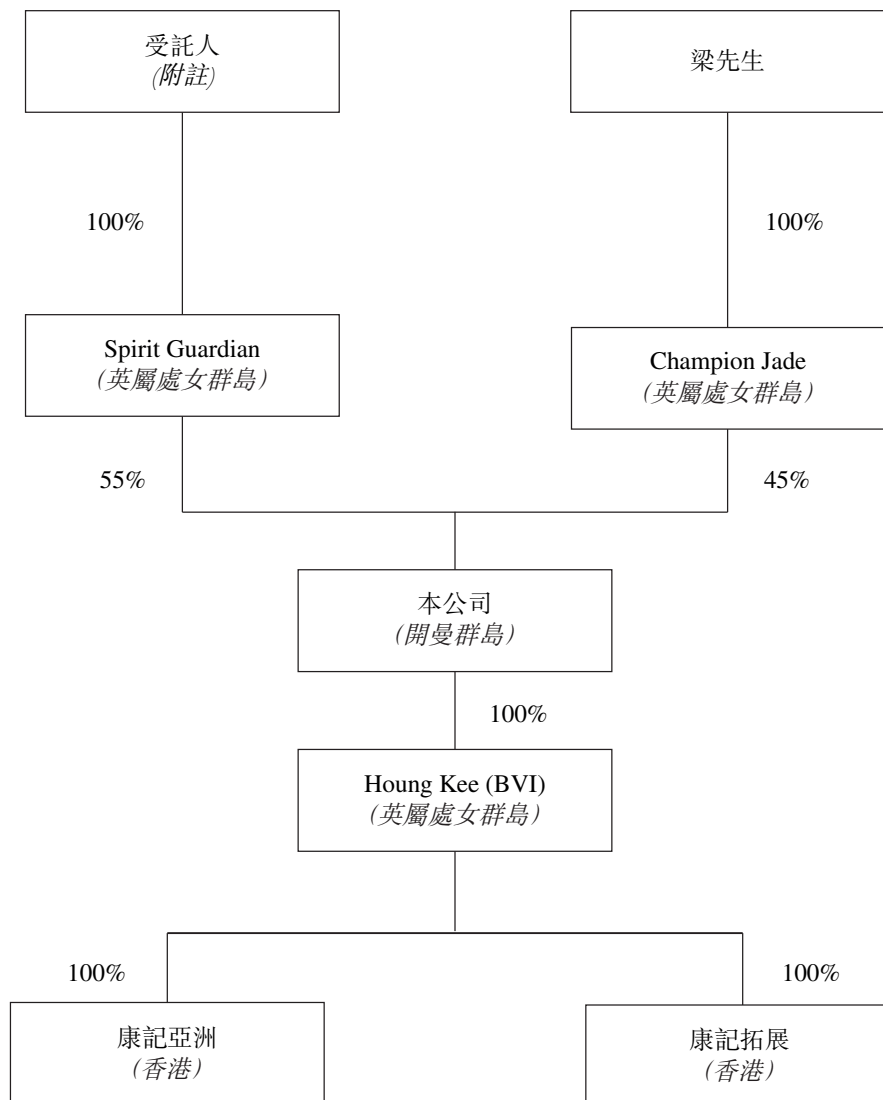 受託人
(附註)
梁先生
100%
100%
Spirit Guardian
(英屬處女群島)
Champion Jade
(英屬處女群島)
55%
45%
本公司
(開曼群島)
100%
Houng Kee (BVI)
(英屬處女群島)
100%
100%
康記亞洲
(香港)
康記拓展
(香港)